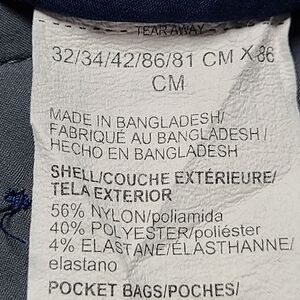 TEAR AWAY
32/34/42/86/81 CM X 86
CM
MADE IN BANGLADESH/
FABRIQUÉ AU BANGLADESH/
HECHO EN BANGLADESH
SHELL/COUCHE EXTÉRIEURE/
TELA EXTERIOR
56% NYLON/poliamida
40% POLYESTER/poliéster
4% ELASTANE/ÉLASTHANNE/
elastano
POCKET BAGS/POCHES/